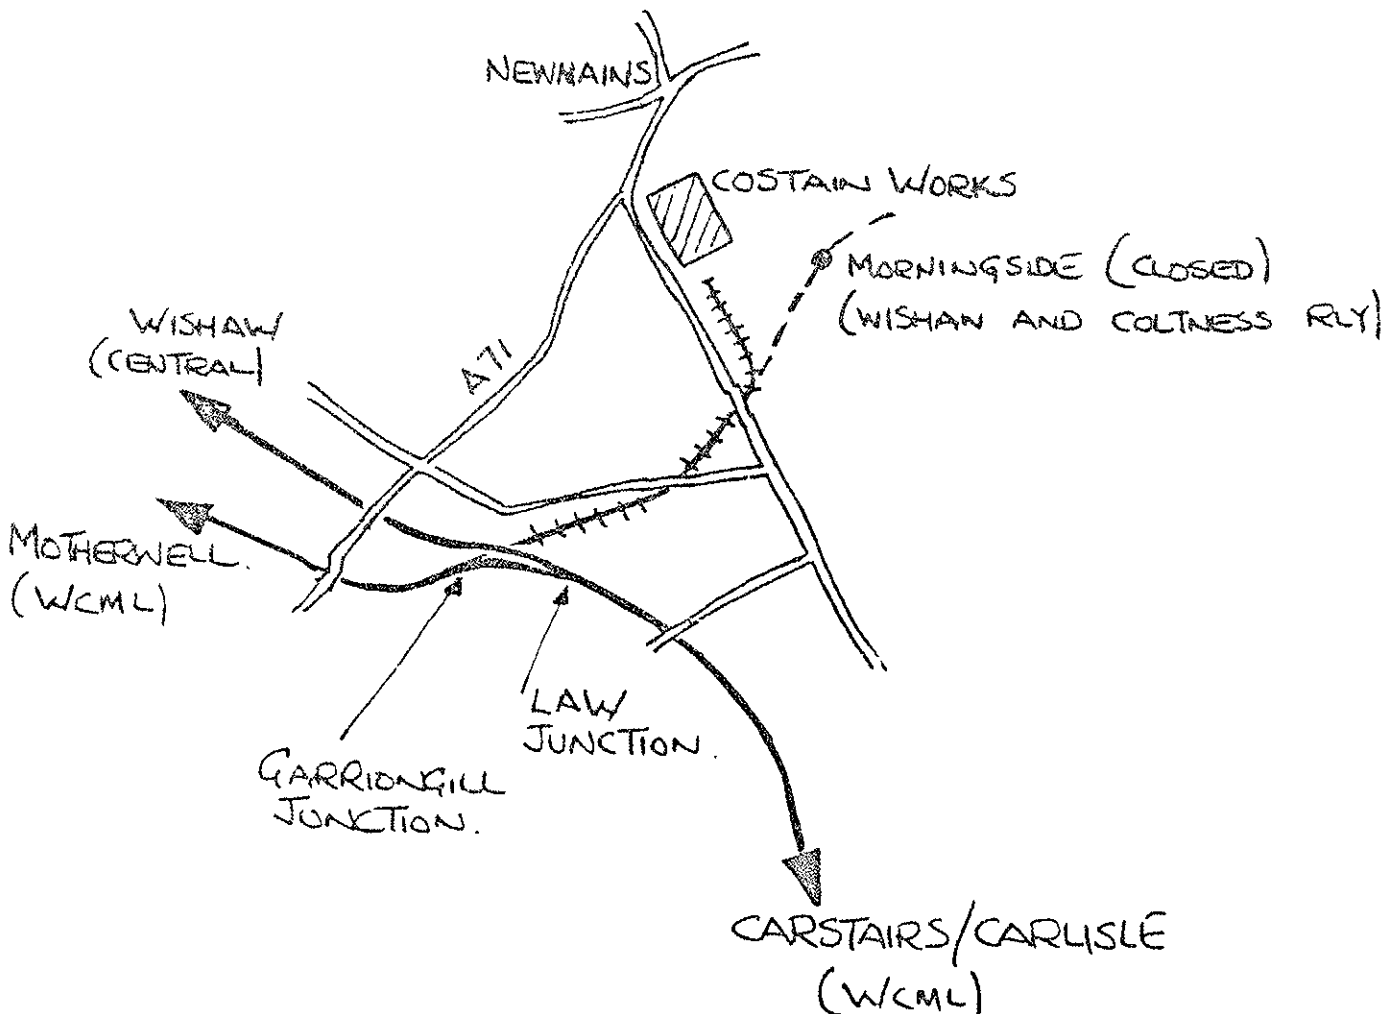 NEWMAINS
COSTAIN WORKS
MORNINGSIDE (CLOSED)
(WISHAW AND COLTNESS RLY)
WISHAW
(CENTRAL)
A71
MOTHERWELL.
(WCML)
LAW
JUNCTION.
GARRIONGILL
JUNCTION.
CARSTAIRS/CARLISLE
(WCML)